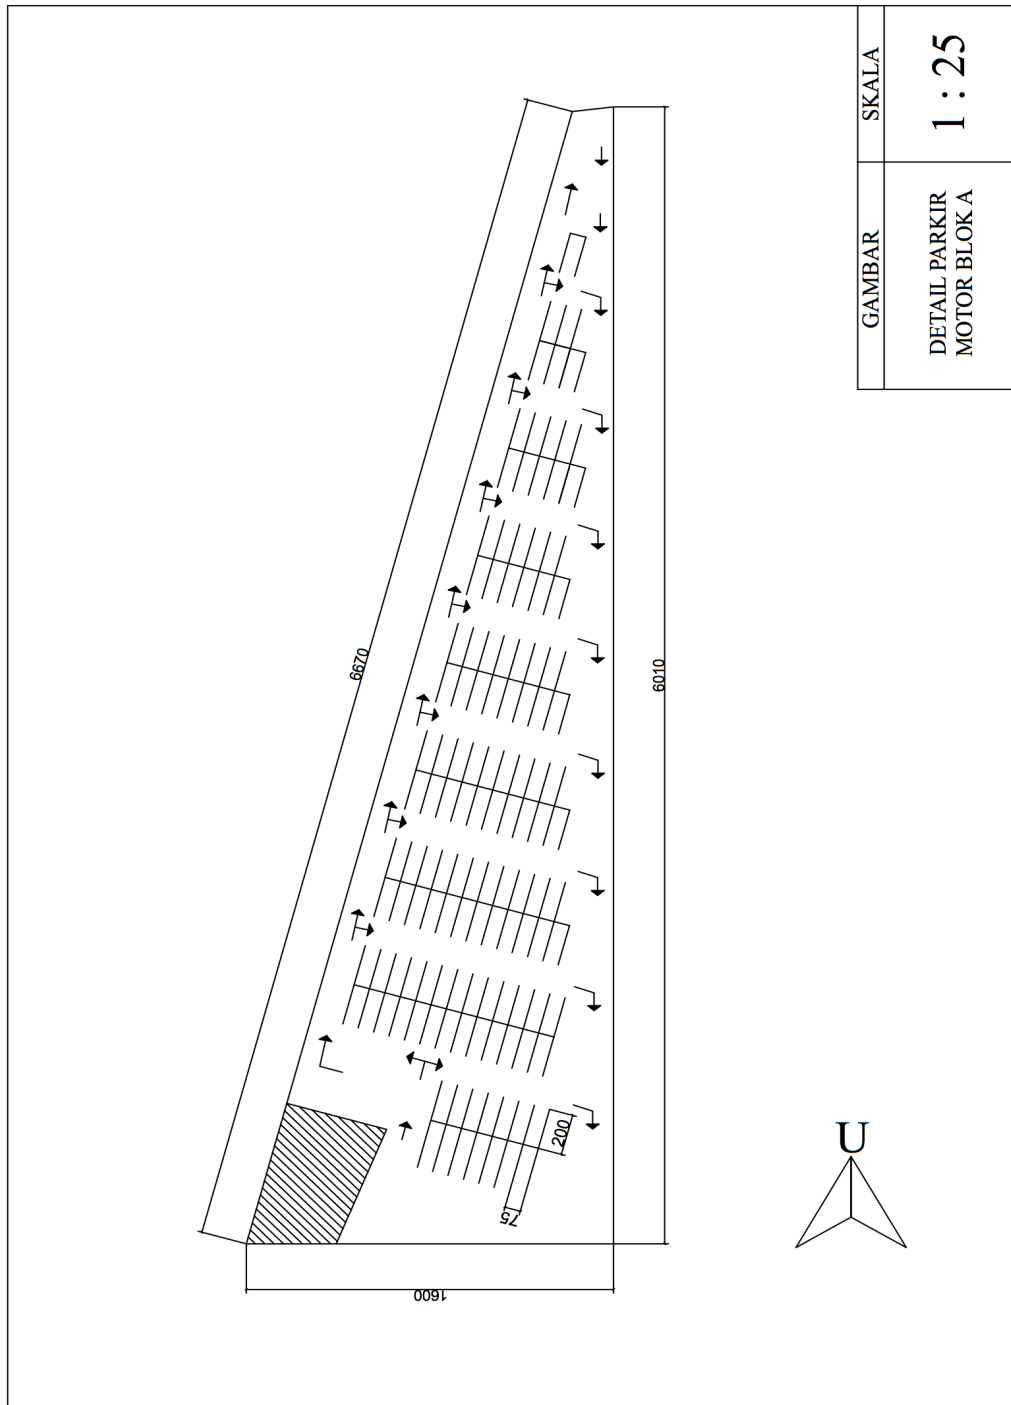 GAMBAR
SKALA
DETAIL PARKIR
MOTOR BLOK A
1 : 25
6670
6010
200
75
1600
U